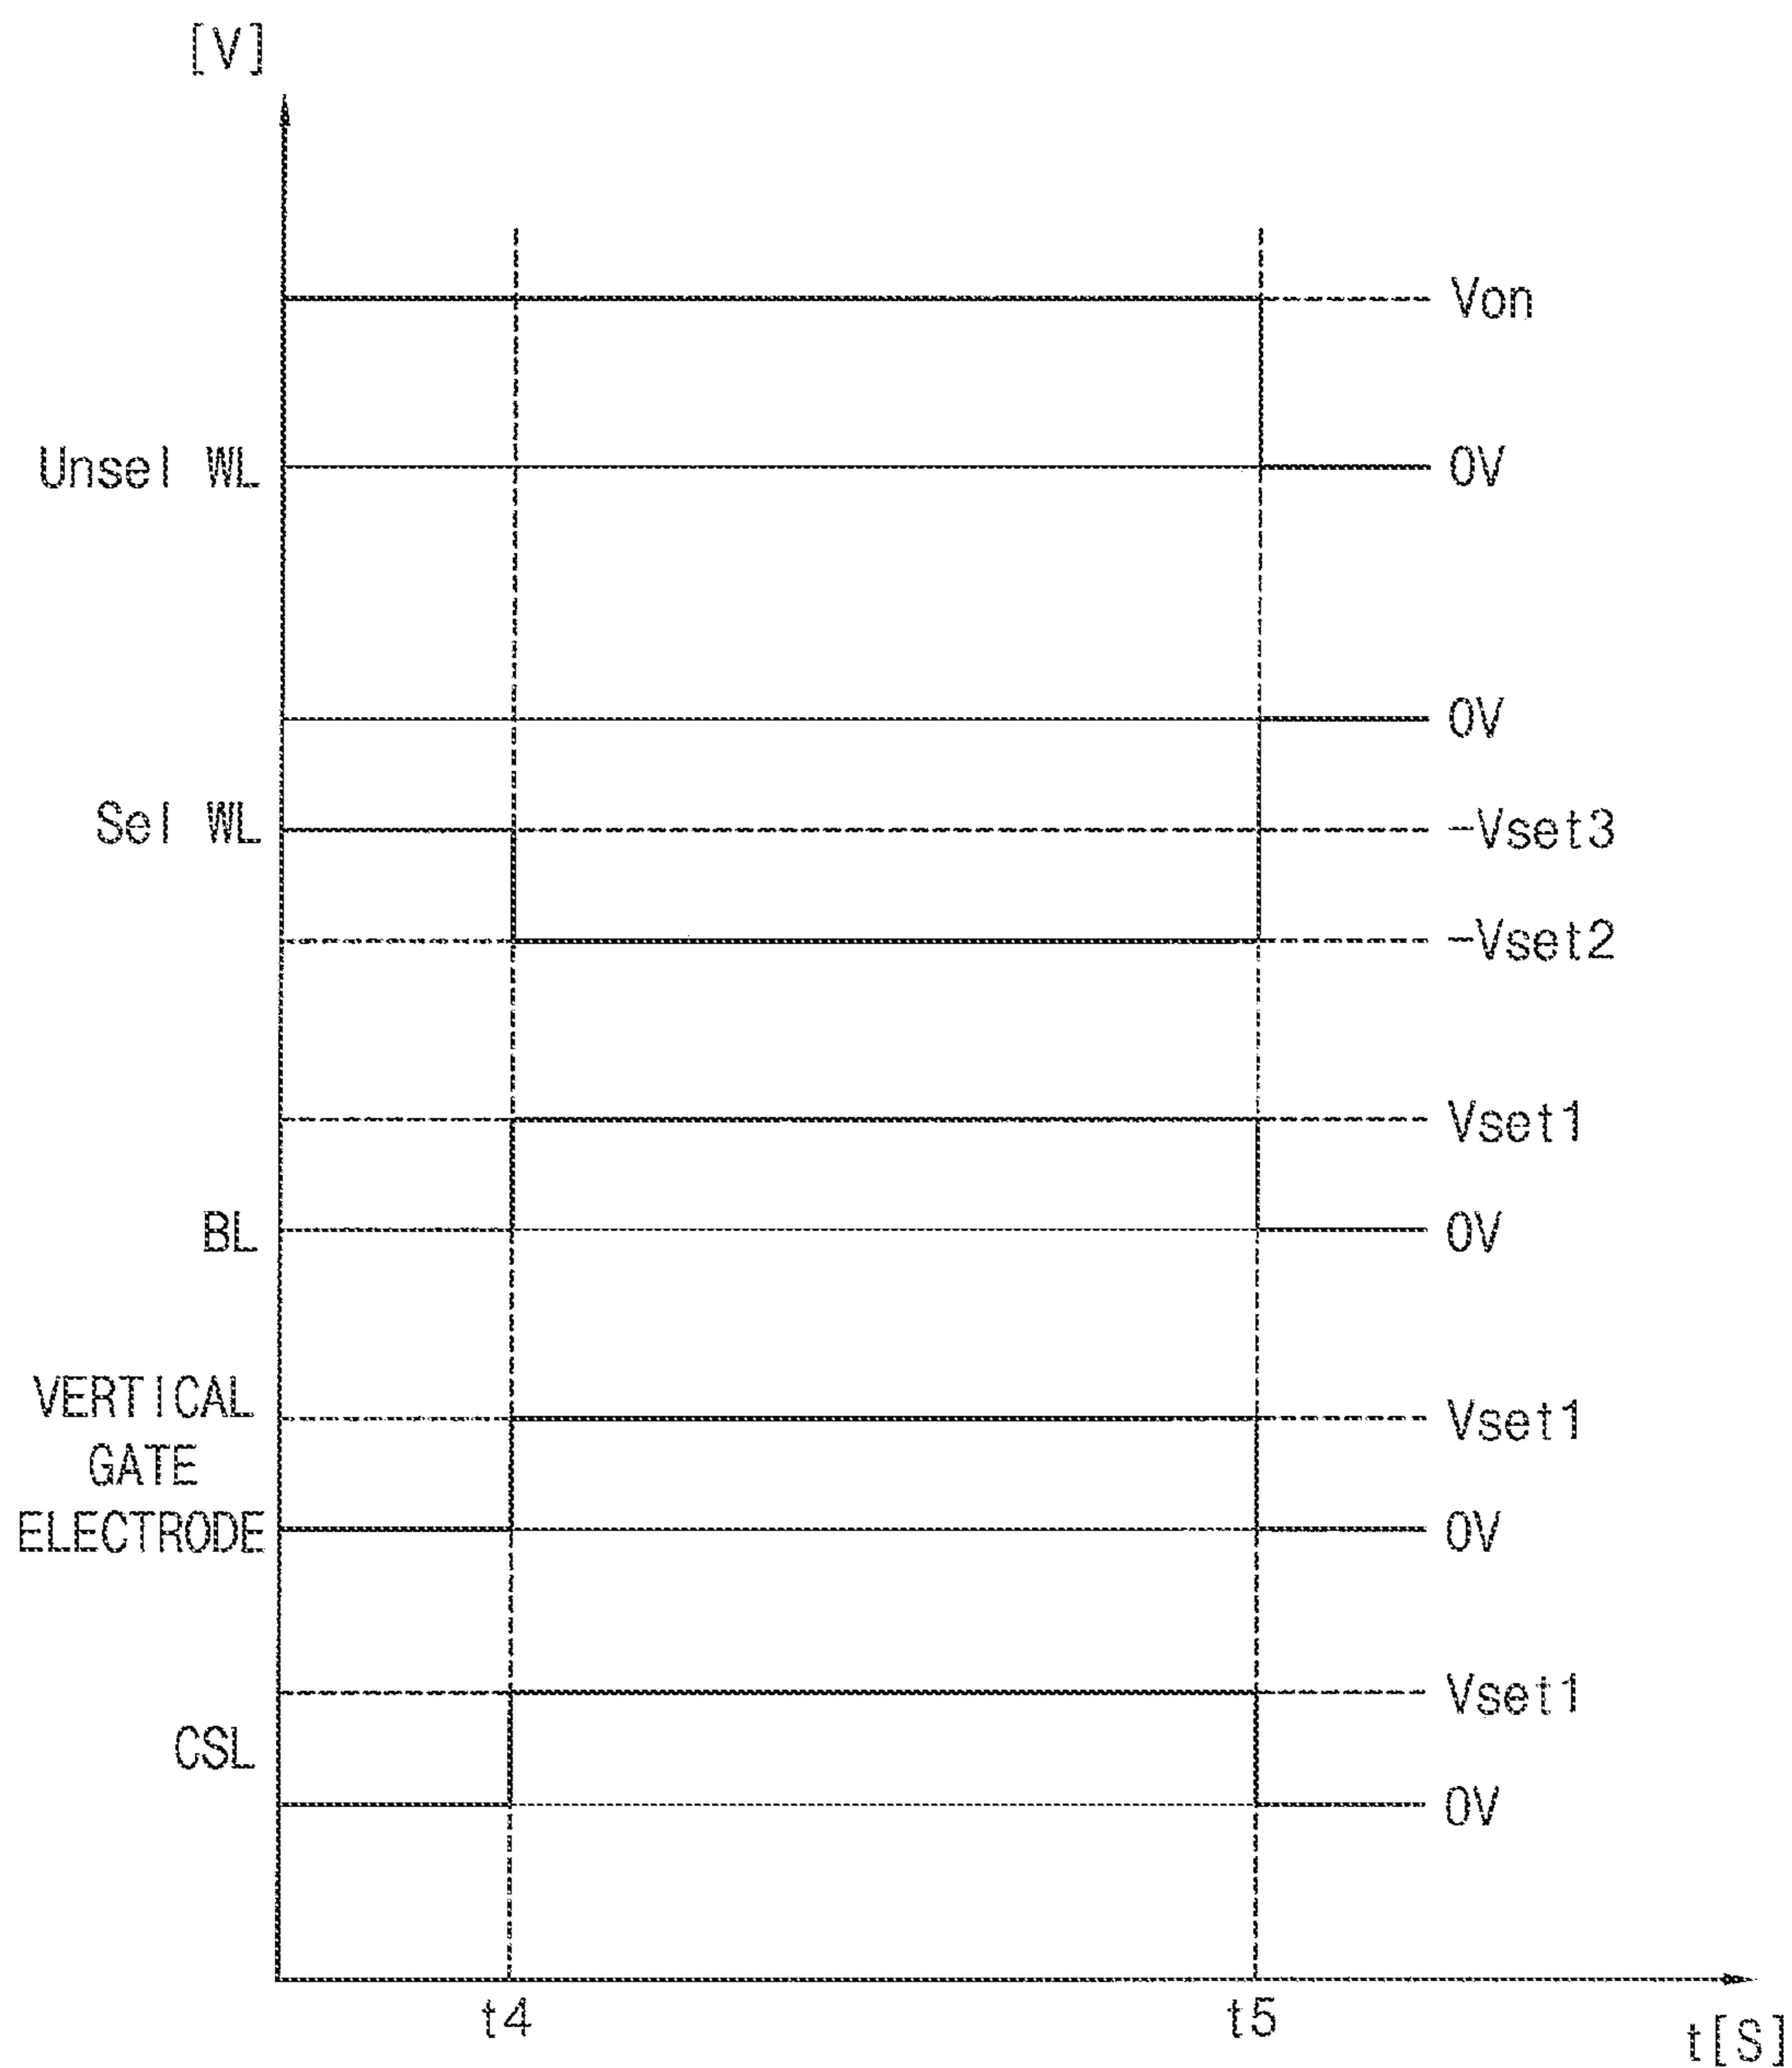 [V]
Von
Unsel WL
0V
0V
Sel WL
-Vset3
-Vset2
Vset1
BL
0V
VERTICAL
GATE
ELECTRODE
Vset1
0V
Vset1
CSL
0V
t4
t5
t[S]